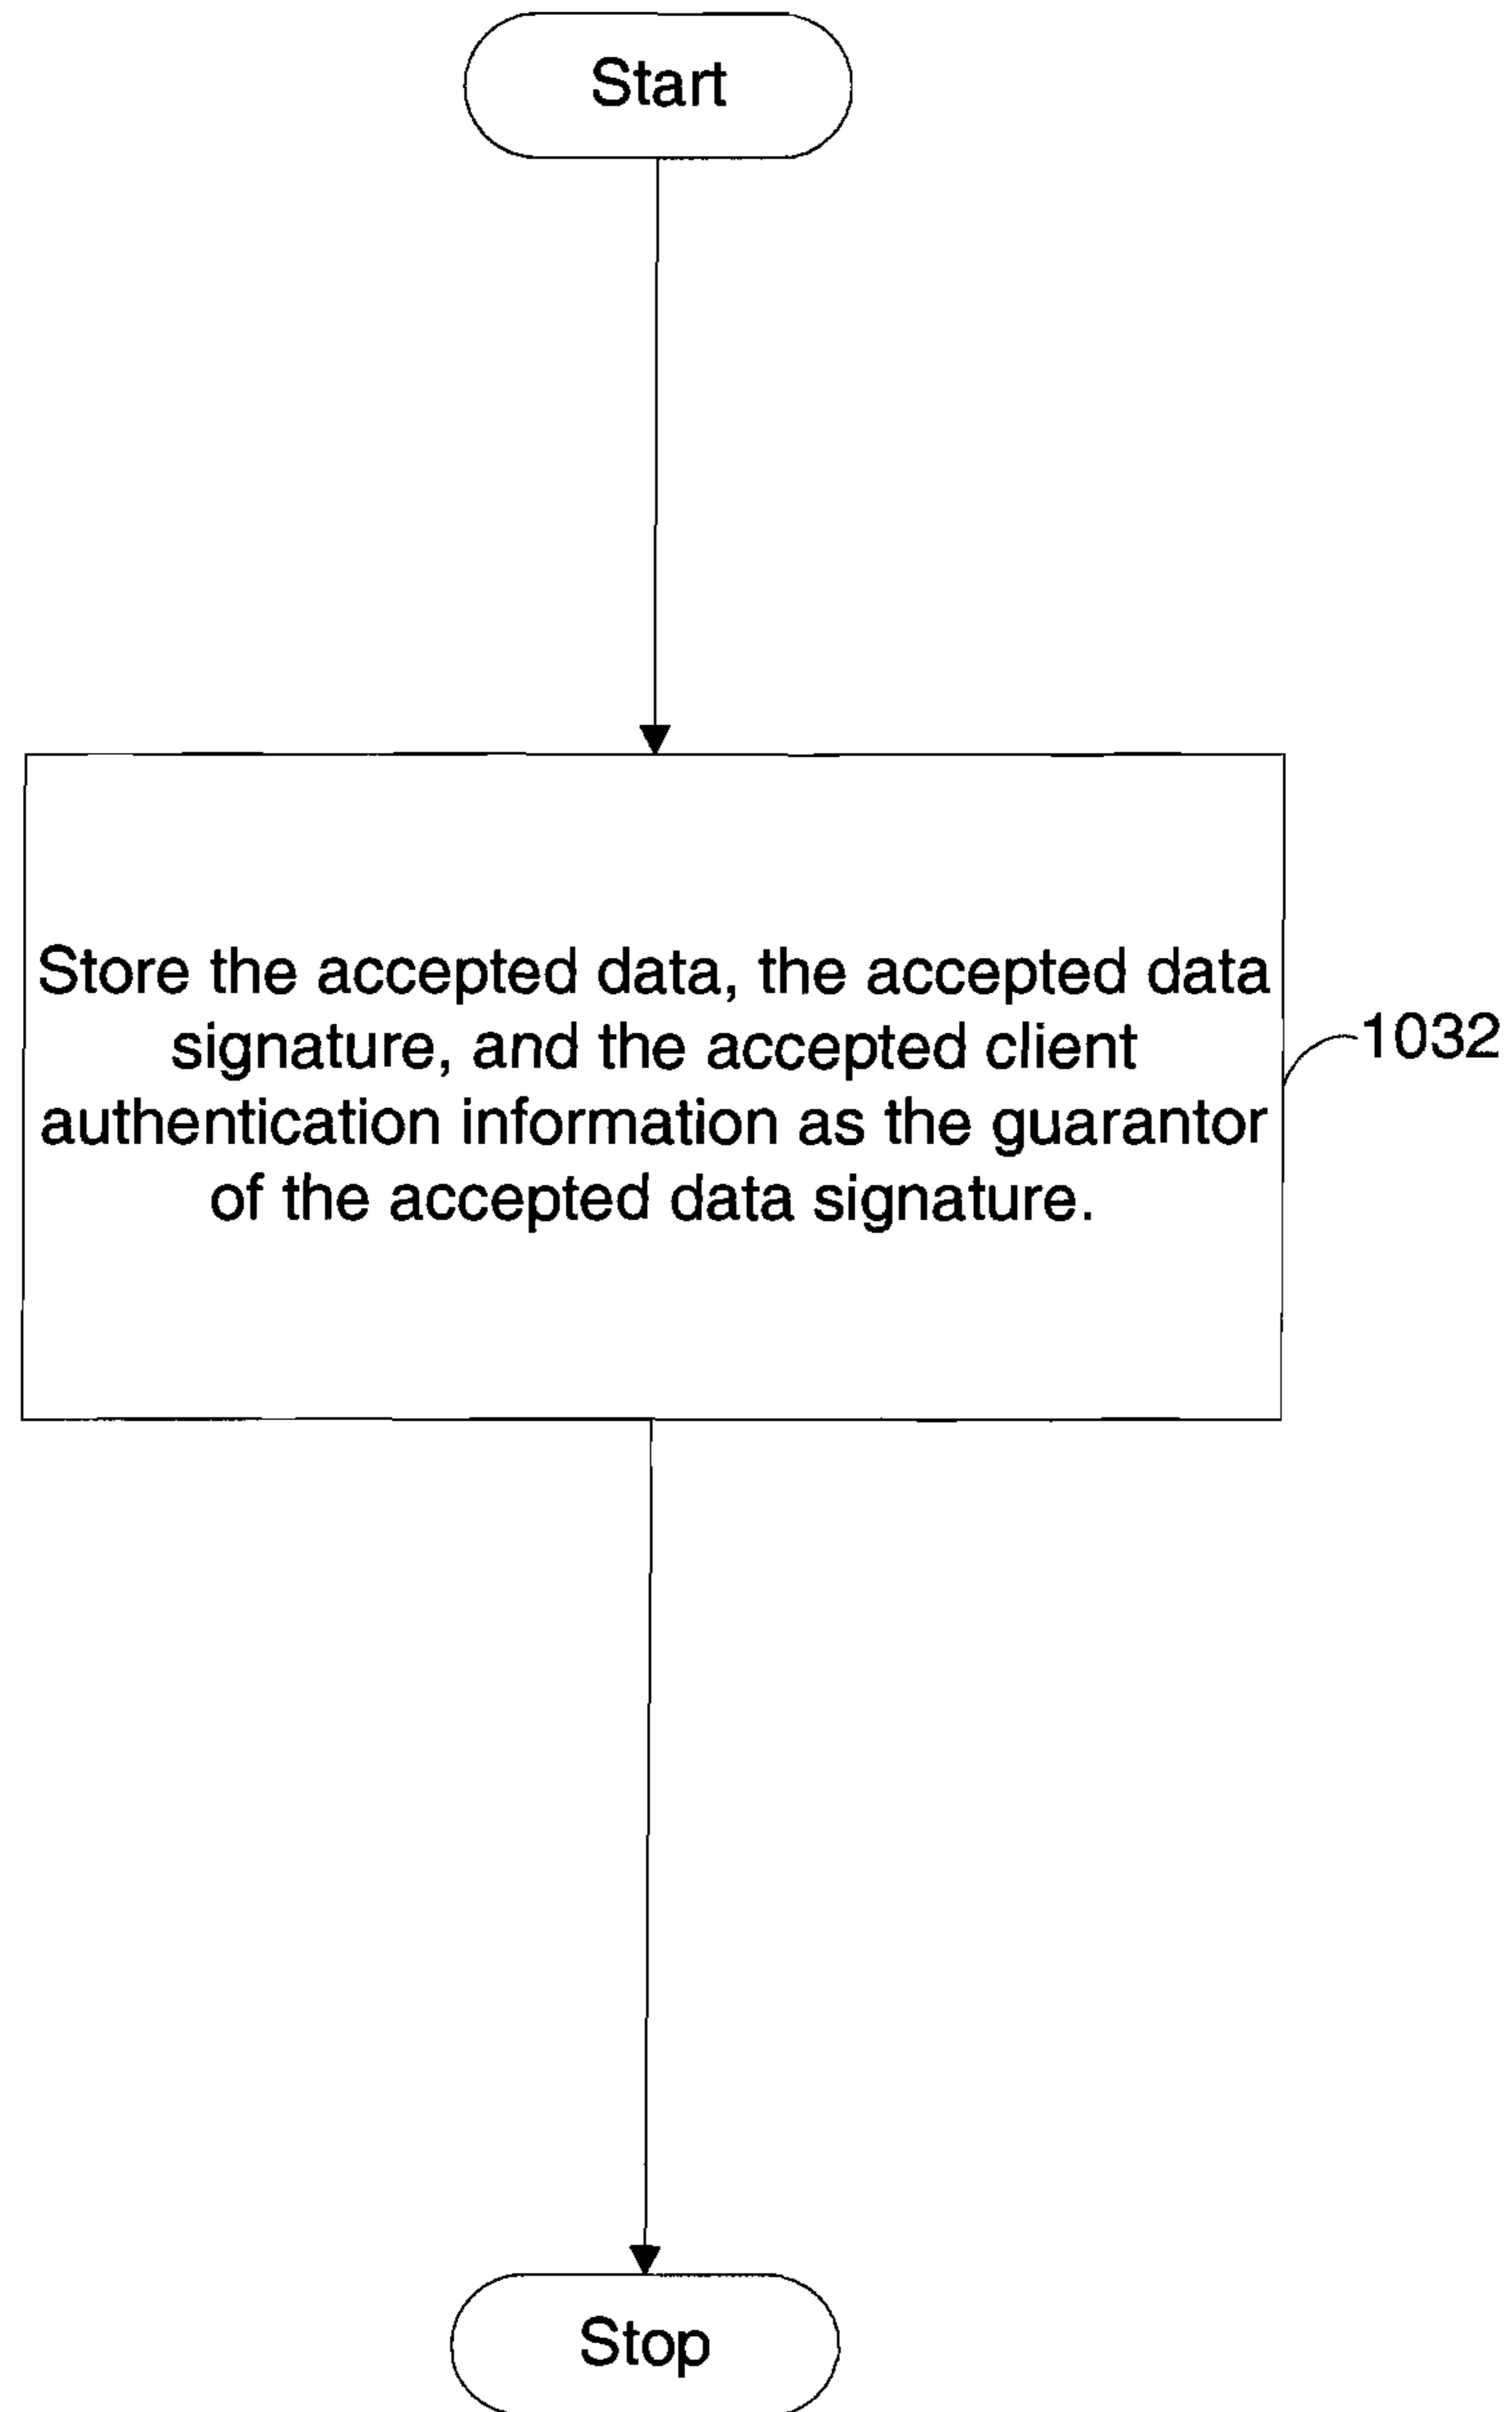 Start
Store the accepted data, the accepted data
signature, and the accepted client
authentication information as the guarantor
of the accepted data signature.
1032
Stop